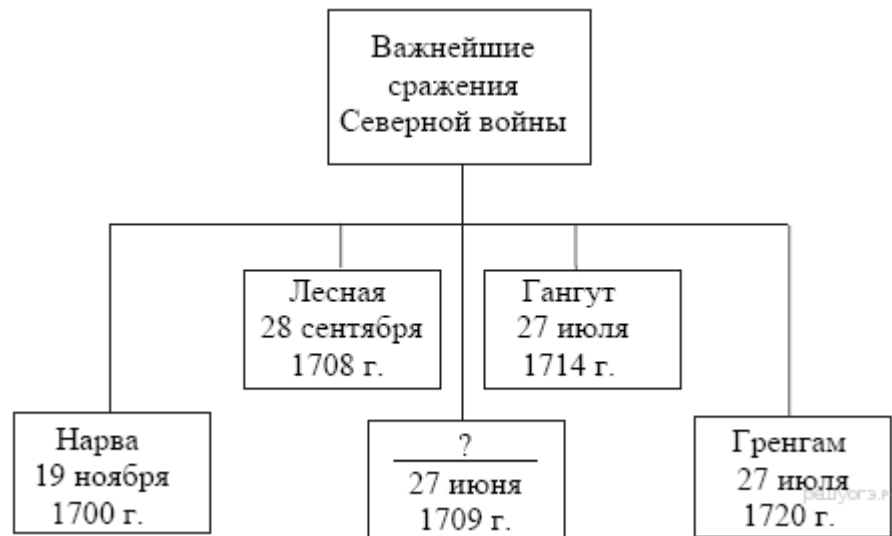 Важнейшие
сражения
Северной войны
Лесная
28 сентября
1708 г.
Гангут
27 июля
1714 г.
Нарва
19 ноября
1700 г.
?
27 июня
1709 г.
Гренгам
27 июля
1720 г.